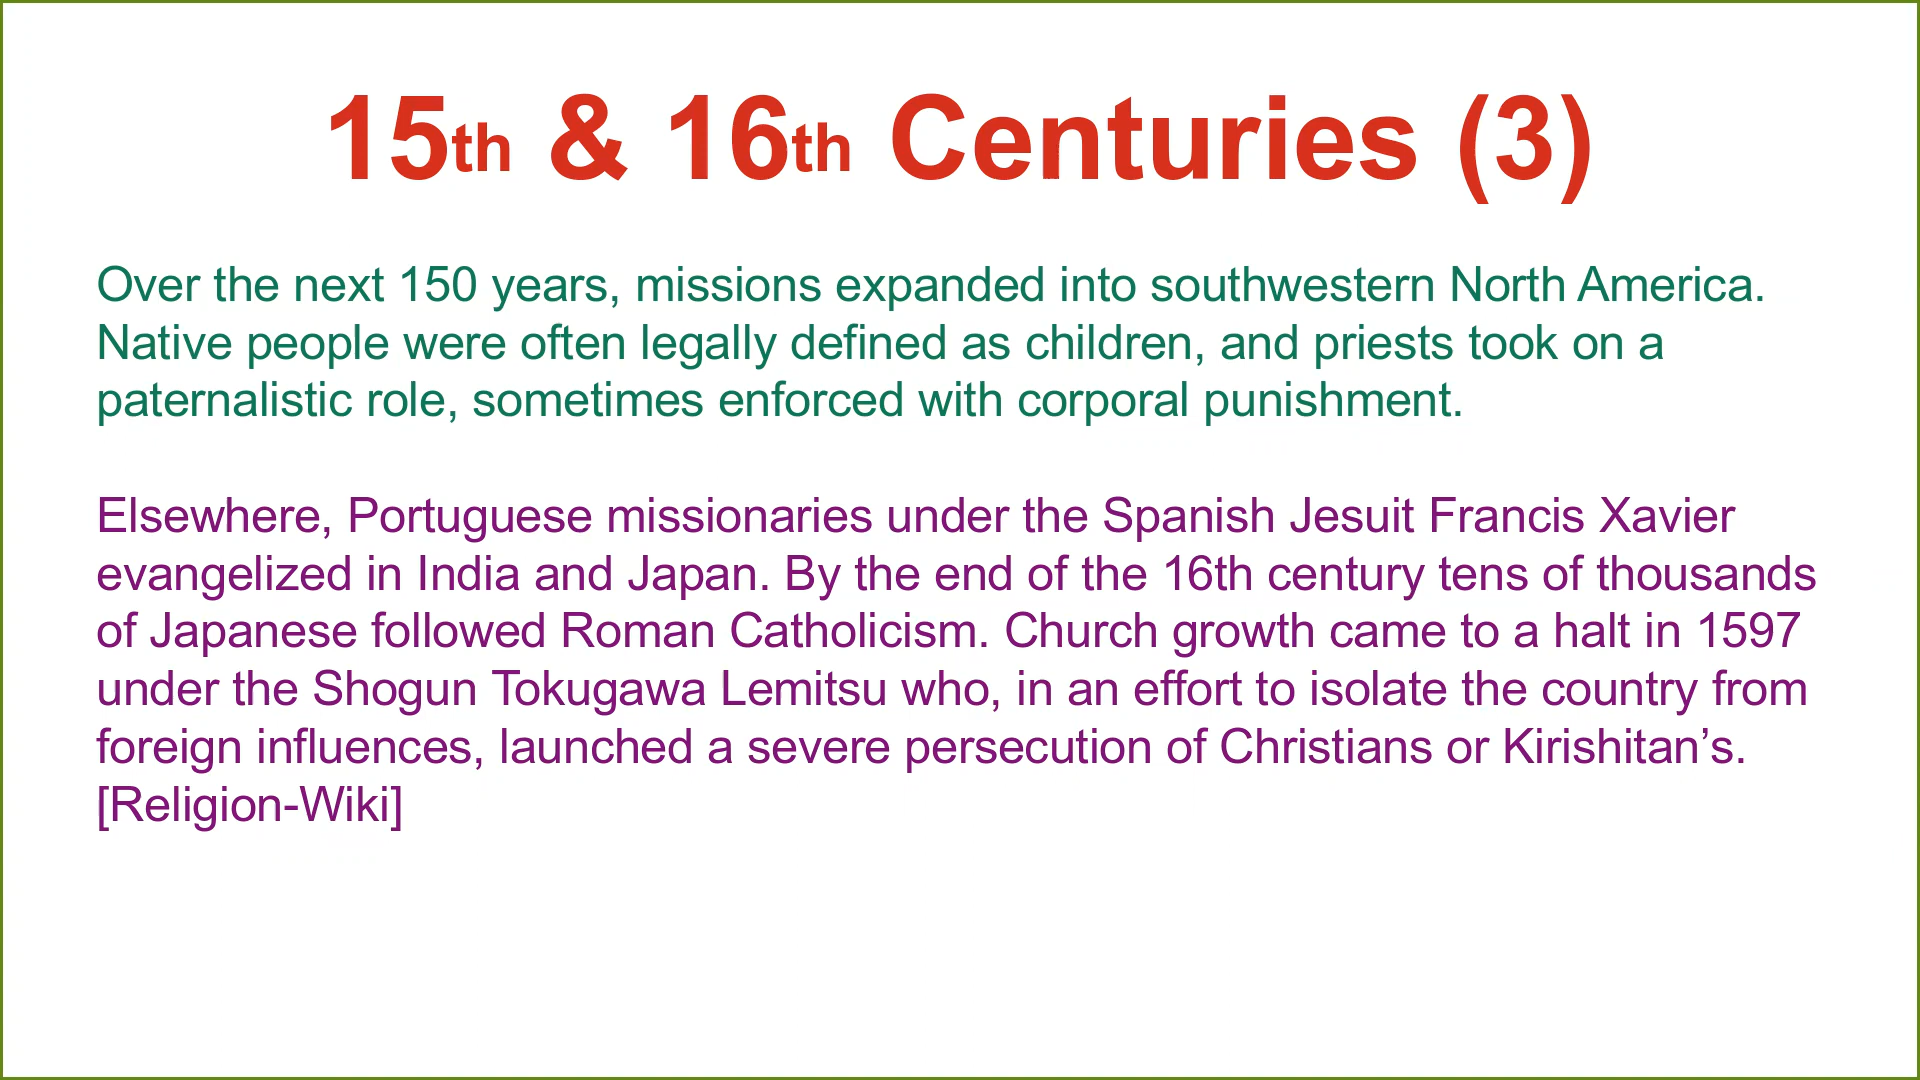 15th & 16th Centuries (3)
Over the next 150 years, missions expanded into southwestern North America.
Native people were often legally defined as children, and priests took on a
paternalistic role, sometimes enforced with corporal punishment.
Elsewhere, Portuguese missionaries under the Spanish Jesuit Francis Xavier
evangelized in India and Japan. By the end of the 16th century tens of thousands
of Japanese followed Roman Catholicism. Church growth came to a halt in 1597
under the Shogun Tokugawa Lemitsu who, in an effort to isolate the country from
foreign influences, launched a severe persecution of Christians or Kirishitan’s.
[Religion-Wiki]